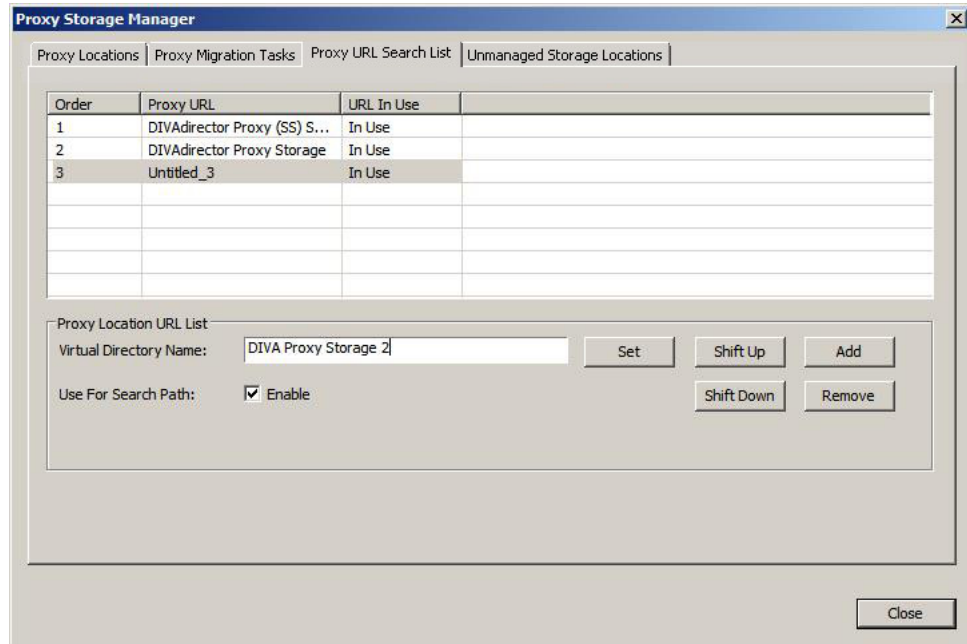 Proxy Storage Manager
Proxy Locations Proxy Migration Tasks Proxy URL Search List Unmanaged Storage Locations
Order Proxy URL URL In Use
1 DIVAdirector Proxy (SS) S... In Use
2 DIVAdirector Proxy Storage In Use
3 Untitled_3 In Use
Proxy Location URL List
Virtual Directory Name: DIVA Proxy Storage 2 Set Shift Up Add
Use For Search Path: Enable Shift Down Remove
Close